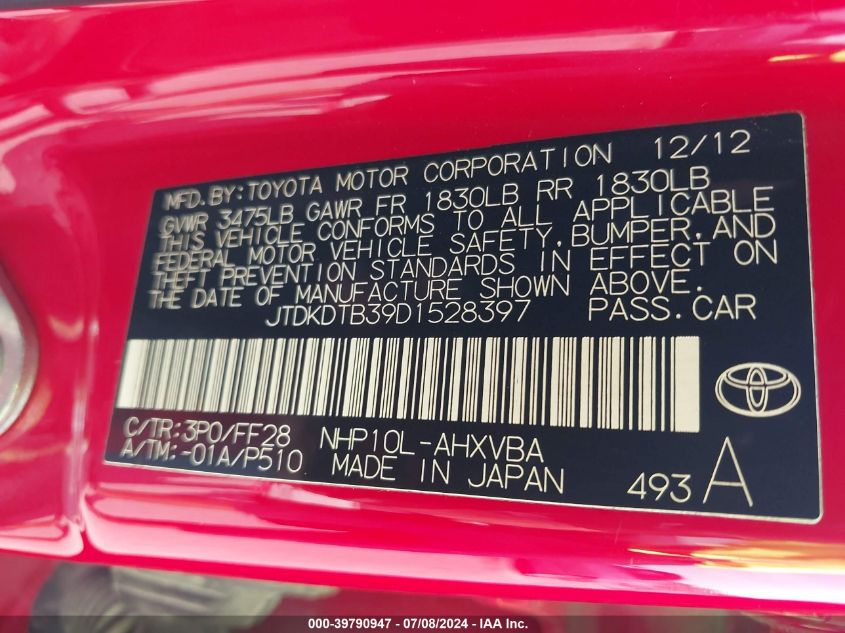 MFD.BY:TOYOTA MOTOR CORPORATION 12/12
GVWR 3475LB GAWR FR 1830LB RR 1830LB
THIS VEHICLE CONFORMS TO ALL APPLICABLE
FEDERAL MOTOR VEHICLE SAFETY,BUMPER,AND
THEFT PREVENTION STANDARDS IN EFFECT ON
THE DATE OF MANUFACTURE SHOWN ABOVE.
JTDKDTB39D1528397 PASS.CAR
C/TR:3P0/FF28 NHP10L-AHXVBA
A/TM:-01A/P510 MADE IN JAPAN
493 A
000-39790947 - 07/08/2024 - IAA Inc.